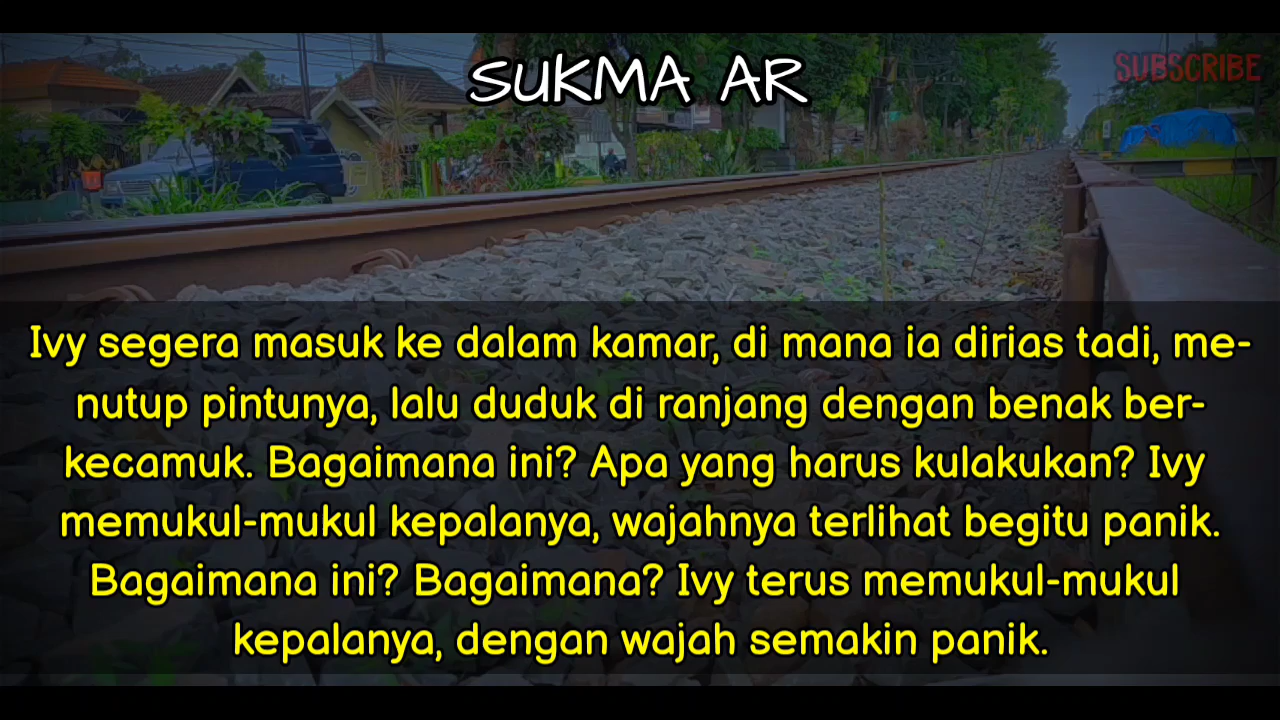 SUKMA AR
SUBSCRIBE
Ivy segera masuk ke dalam kamar, di mana ia dirias tadi, me-
nutup pintunya, lalu duduk di ranjang dengan benak ber-
kecamuk. Bagaimana ini? Apa yang harus kulakukan? Ivy
memukul-mukul kepalanya, wajahnya terlihat begitu panik.
Bagaimana ini? Bagaimana? Ivy terus memukul-mukul
kepalanya, dengan wajah semakin panik.